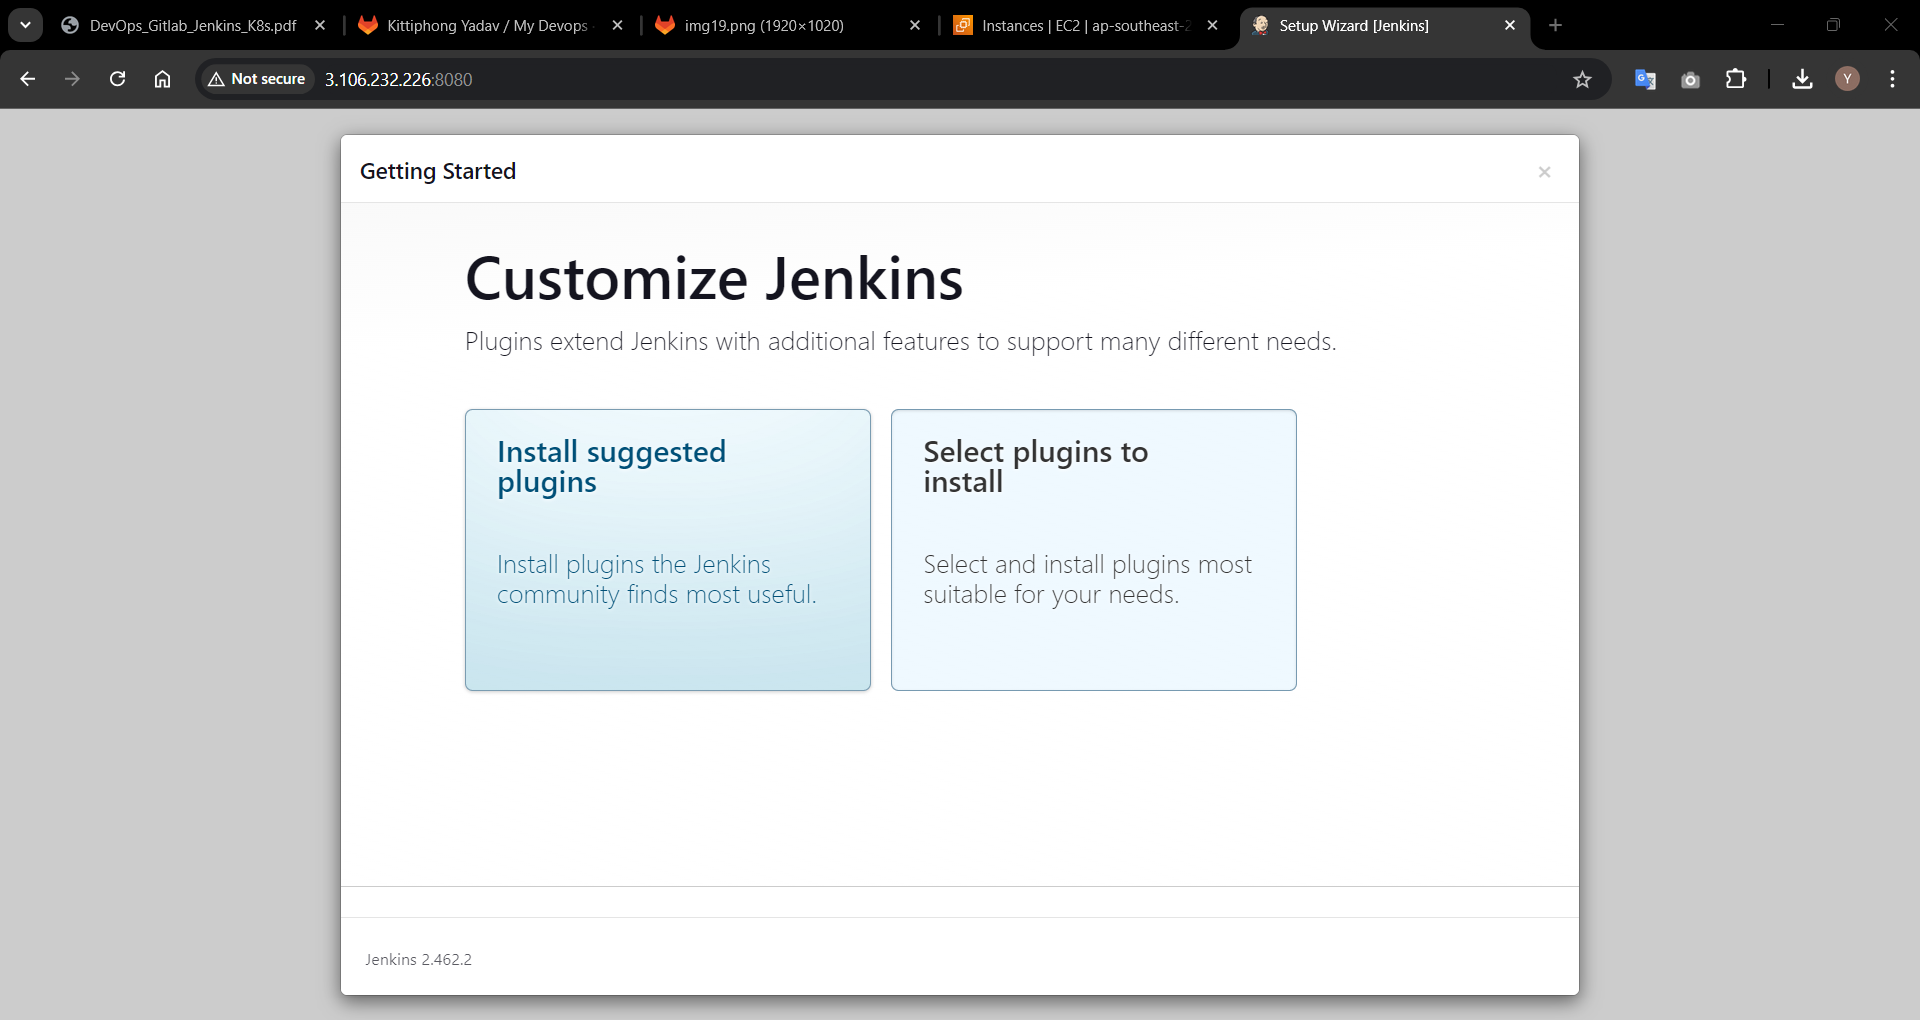 DevOps_Gitlab_Jenkins_K8s.pdf
Kittiphong Yadav / My Devops
img19.png (1920×1020)
Instances | EC2 | ap-southeast-2
Setup Wizard [Jenkins]
Not secure
3.106.232.226:8080
Y
Getting Started
Customize Jenkins
Plugins extend Jenkins with additional features to support many different needs.
Install suggested
plugins
Install plugins the Jenkins
community finds most useful.
Select plugins to
install
Select and install plugins most
suitable for your needs.
Jenkins 2.462.2